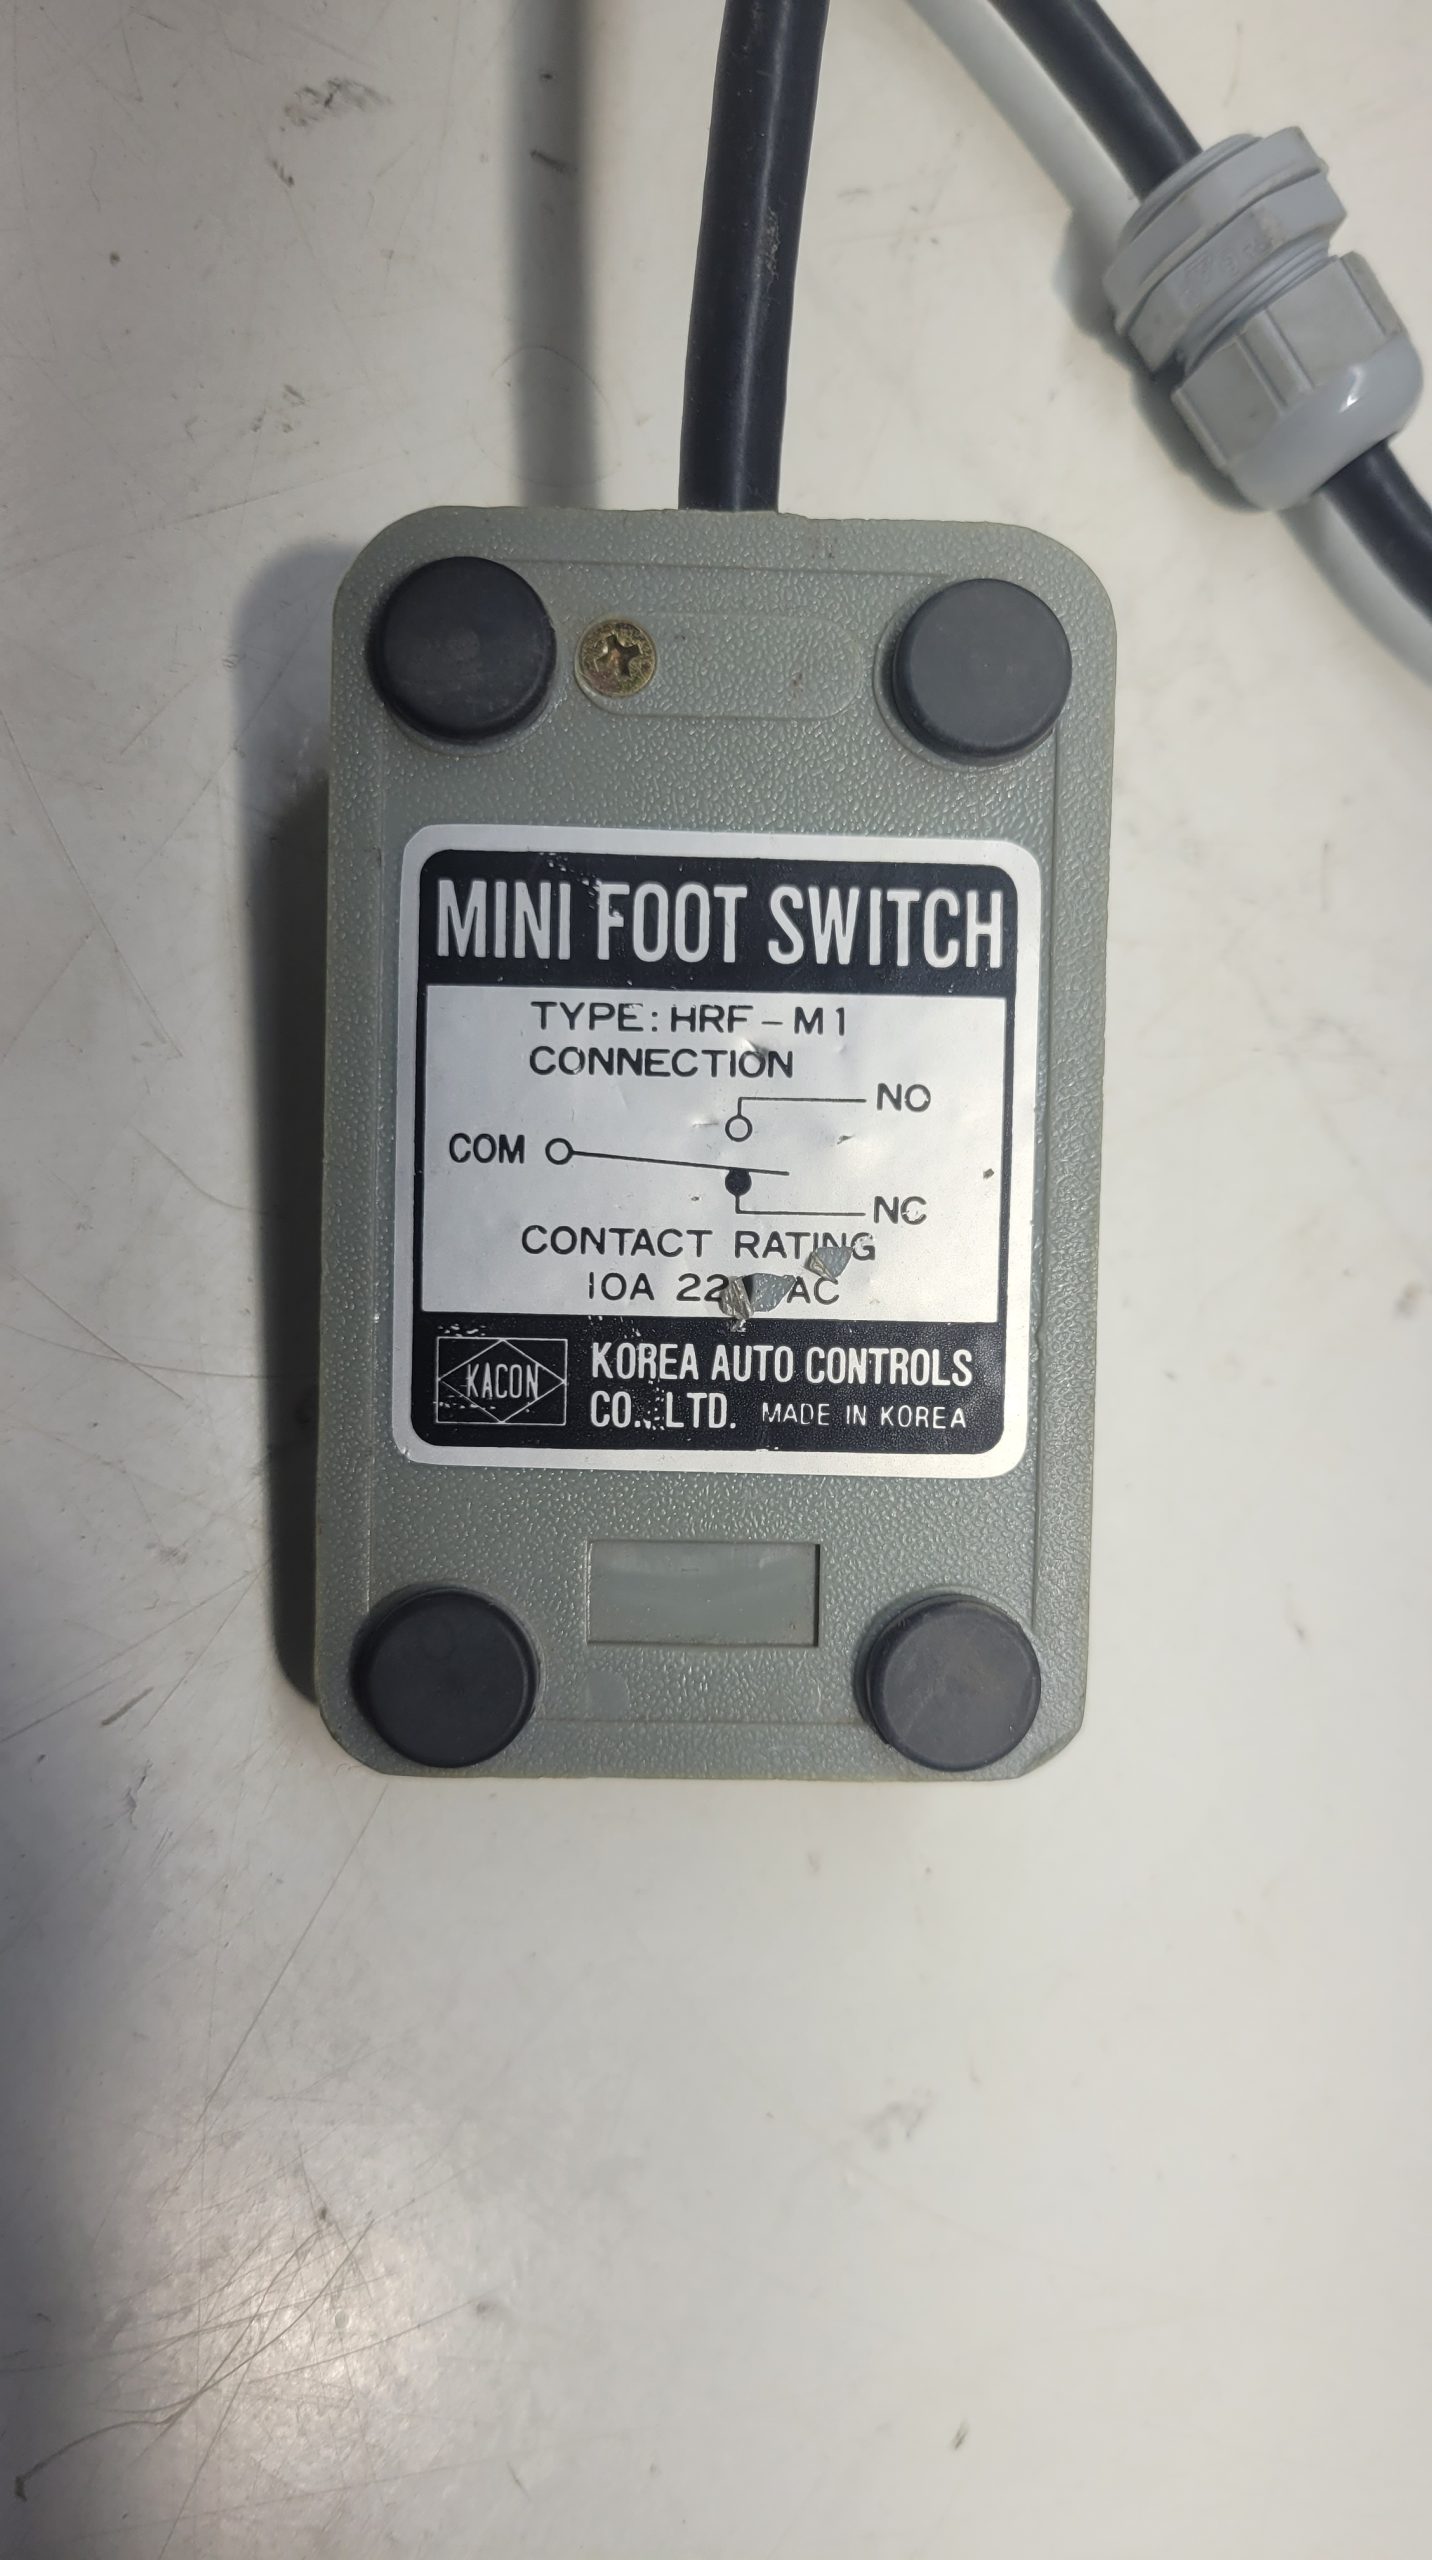 MINI FOOT SWITCH
TYPE: HRF-M1
CONNECTION
NO
COM
NC
CONTACT RATING
10A AC
KACON
KOREA AUTO CONTROLS
CO., LTD. MADE IN KOREA